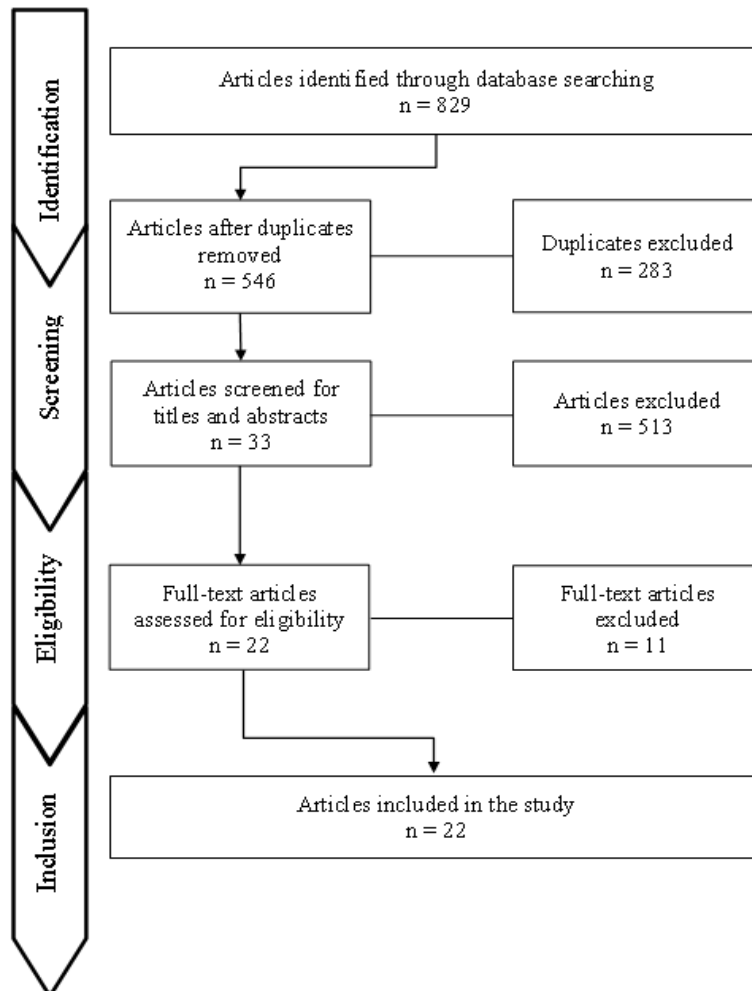 Identification
Articles identified through database searching
n = 829
Articles after duplicates
removed
n = 546
Duplicates excluded
n = 283
Screening
Articles screened for
titles and abstracts
n = 33
Articles excluded
n = 513
Eligibility
Full-text articles
assessed for eligibility
n = 22
Full-text articles
excluded
n = 11
Inclusion
Articles included in the study
n = 22